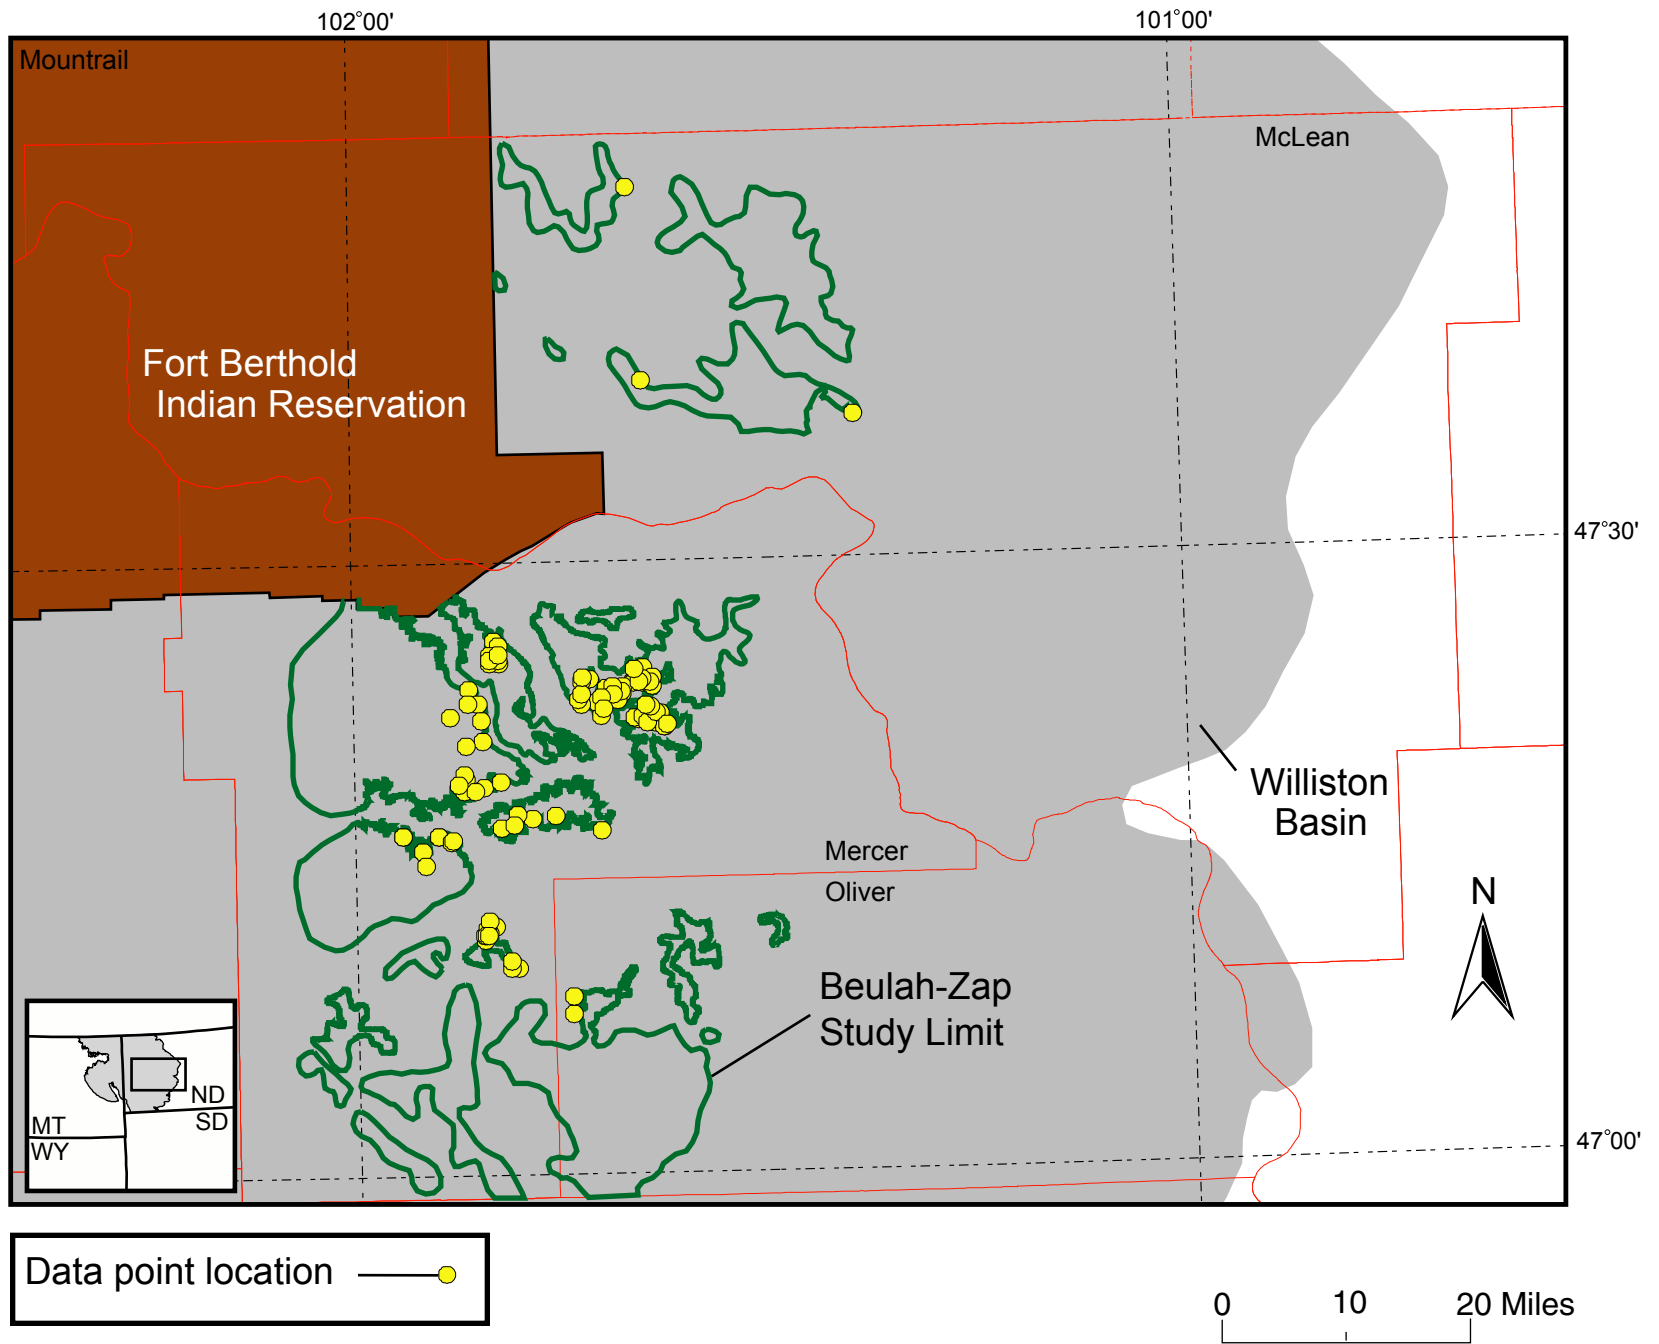 102°00'
101°00'
Mountrail
McLean
Fort Berthold
Indian Reservation
47°30'
Williston
Basin
Mercer
Oliver
N
Beulah-Zap
Study Limit
ND
SD
MT
WY
47°00'
Data point location
0 10 20 Miles